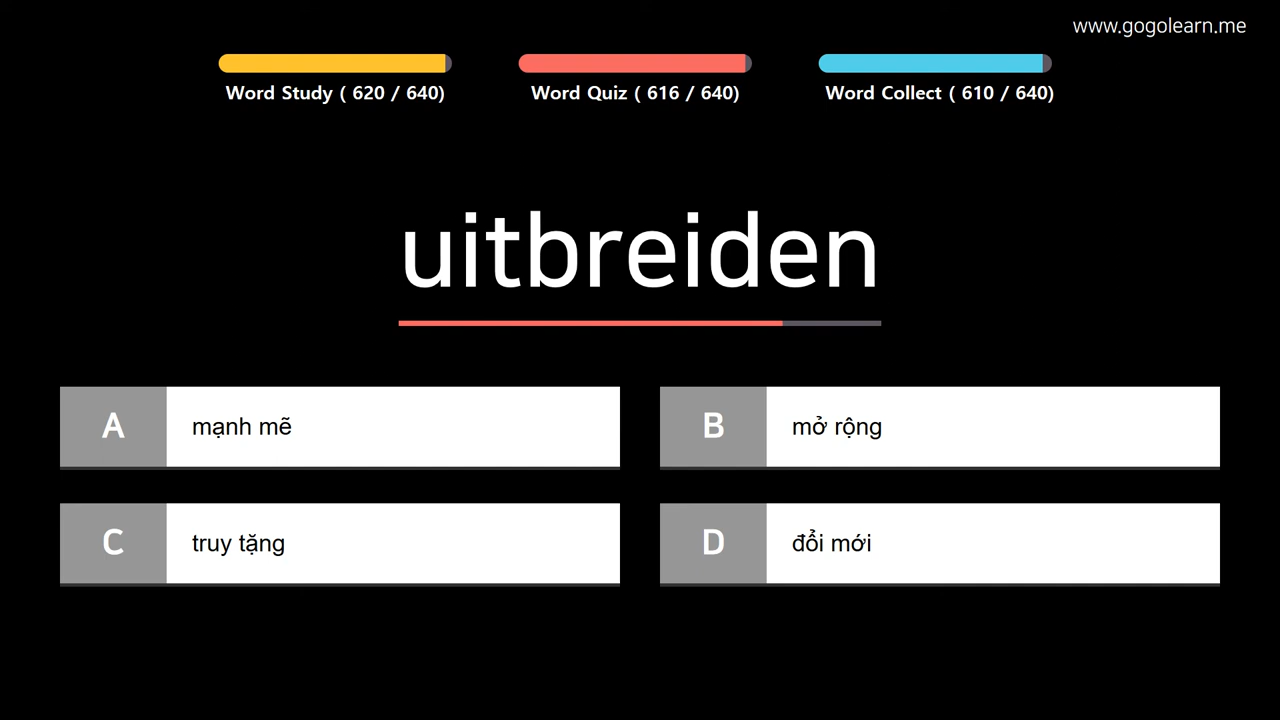 www.gogolearn.me
Word Study ( 620 / 640)
Word Quiz ( 616 / 640)
Word Collect ( 610 / 640)
uitbreiden
A
mạnh mẽ
B
mở rộng
C
truy tặng
D
đổi mới